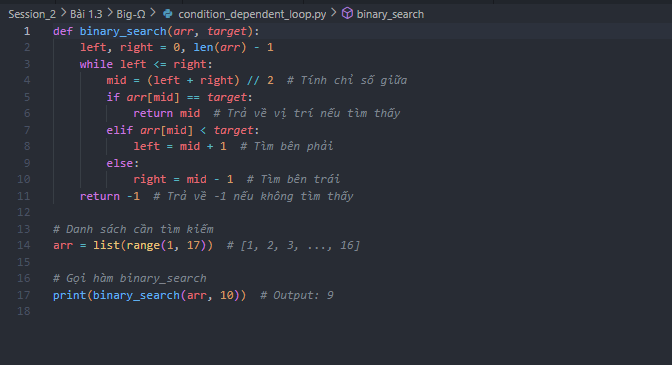 Session_2 > Bài 1.3 > Big-Ω > condition_dependent_loop.py > binary_search
1 def binary_search(arr, target):
2     left, right = 0, len(arr) - 1
3     while left <= right:
4         mid = (left + right) // 2  # Tính chỉ số giữa
5         if arr[mid] == target:
6             return mid  # Trả về vị trí nếu tìm thấy
7         elif arr[mid] < target:
8             left = mid + 1  # Tìm bên phải
9         else:
10             right = mid - 1  # Tìm bên trái
11     return -1  # Trả về -1 nếu không tìm thấy
12
13 # Danh sách cần tìm kiếm
14 arr = list(range(1, 17))  # [1, 2, 3, ..., 16]
15
16 # Gọi hàm binary_search
17 print(binary_search(arr, 10))  # Output: 9
18